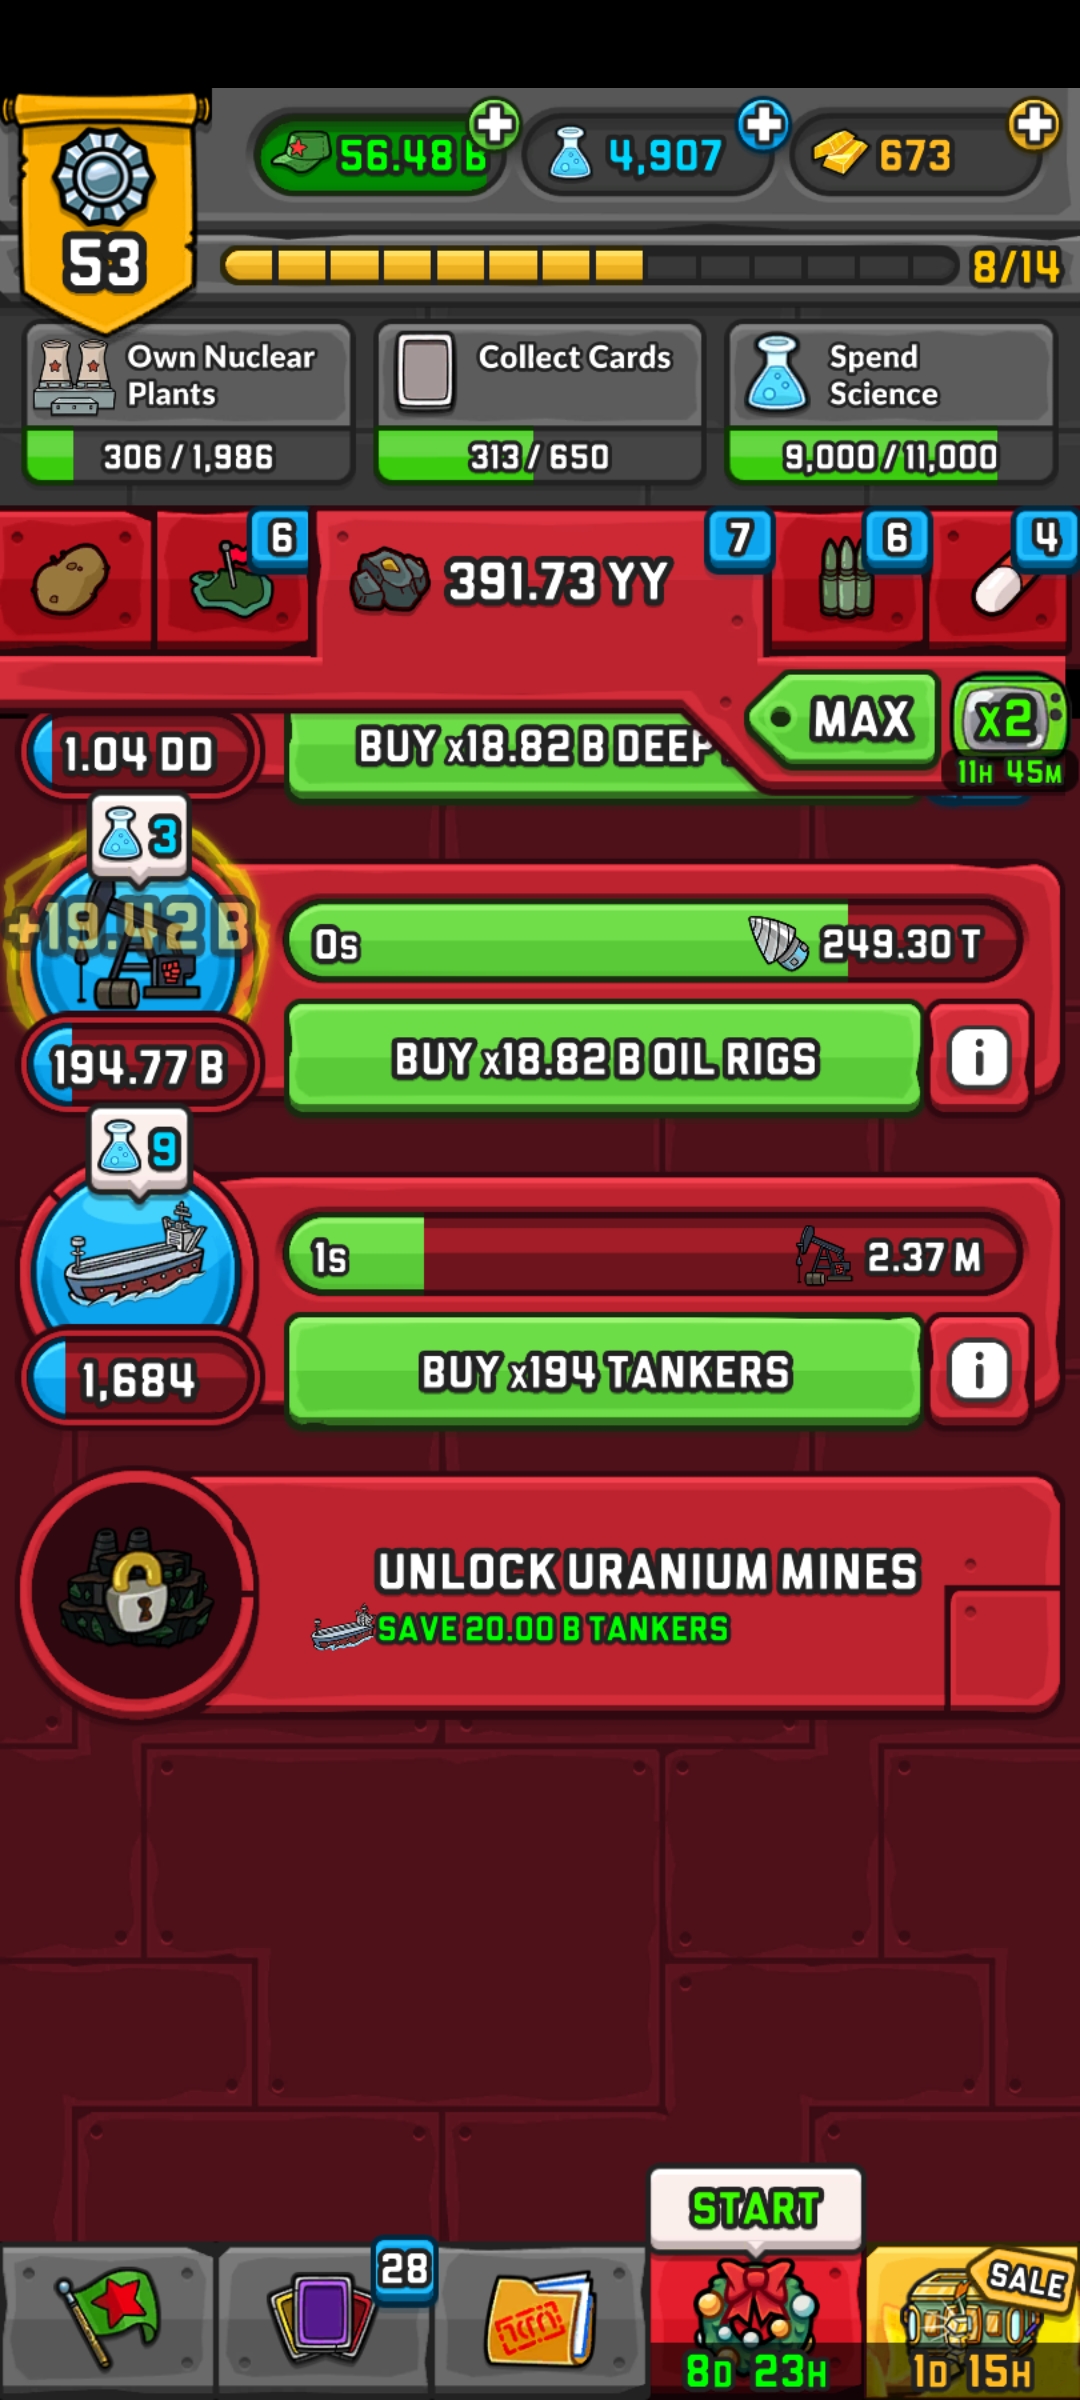 56.48 B
4,907
673
53
8/14
Own Nuclear
Plants
306 / 1,986
Collect Cards
313 / 650
Spend
Science
9,000 / 11,000
6
391.73 YY
7
6
4
MAX
x2
11H 45M
1.04 DD
BUY x18.82 B DEEP
3
+19.42 B
0s
249.30 T
194.77 B
BUY x18.82 B OIL RIGS
i
9
1s
2.37 M
1,684
BUY x194 TANKERS
i
UNLOCK URANIUM MINES
SAVE 20.00 B TANKERS
START
28
SALE
8D 23H
1D 15H